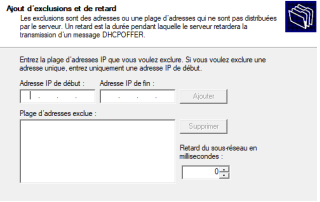 Ajout d'exclusions et de retard
Les exclusions sont des adresses ou une plage d'adresses qui ne sont pas distribuées
par le serveur. Un retard est la durée pendant laquelle le serveur retardera la
transmission d'un message DHCPOFFER.
Entrez la plage d'adresses IP que vous voulez exclure. Si vous voulez exclure une
adresse unique, entrez uniquement une adresse IP de début.
Adresse IP de début : Adresse IP de fin :
Ajouter
Plage d'adresses exclue :
Supprimer
Retard du sous-réseau en
millisecondes :
0